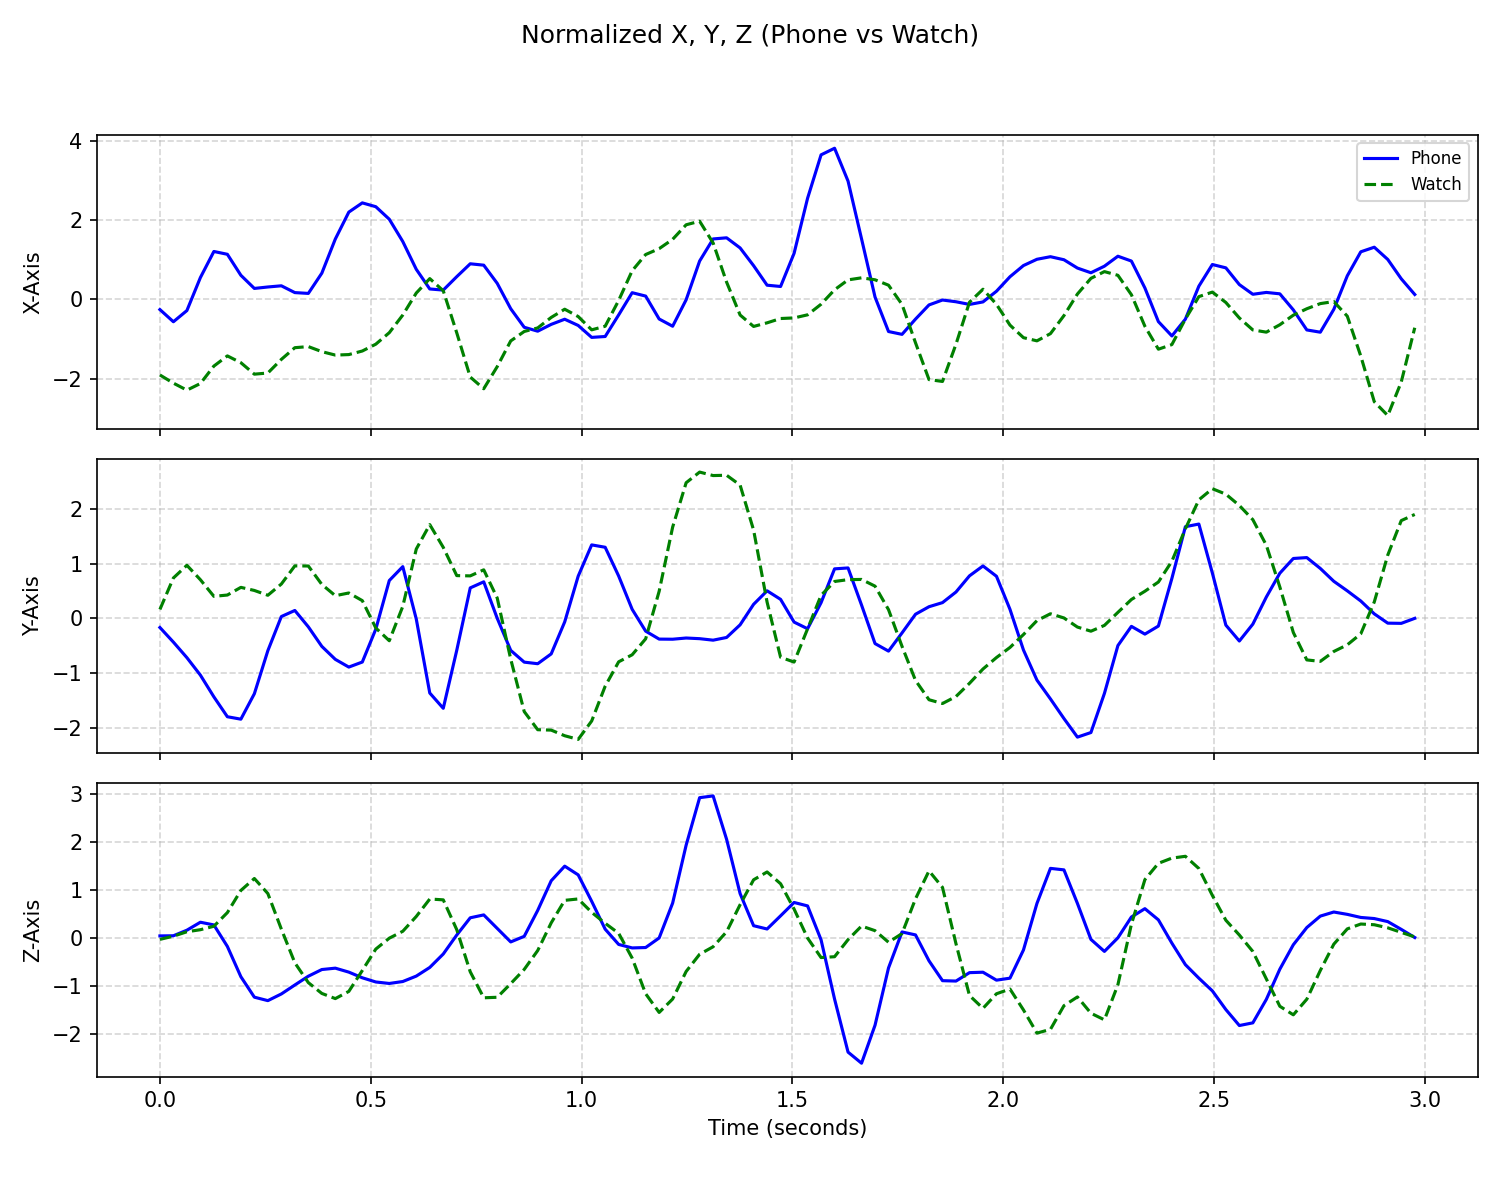 Normalized X, Y, Z (Phone vs Watch)
4
2
0
−2
X-Axis
Phone
Watch
2
1
0
−1
−2
Y-Axis
3
2
1
0
−1
−2
Z-Axis
0.0 0.5 1.0 1.5 2.0 2.5 3.0
Time (seconds)